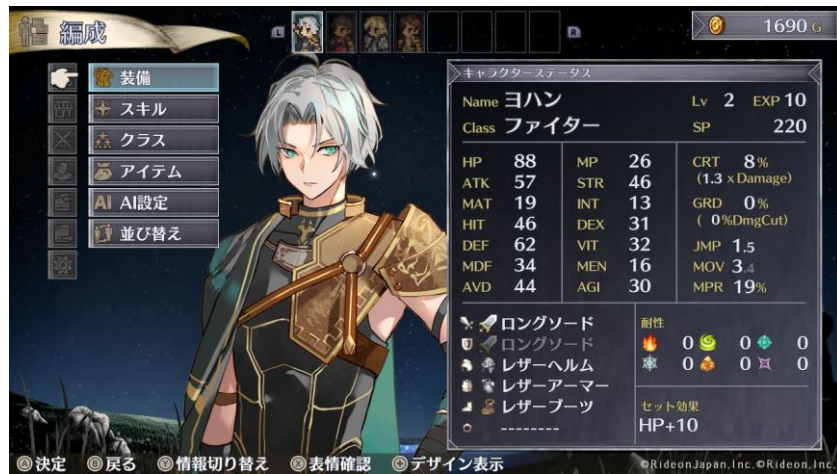 編成
L
R
1690 G
装備
スキル
クラス
アイテム
AI AI設定
並び替え
キャラクターステータス
Name ヨハン Lv 2 EXP 10
Class ファイター SP 220
HP 88 MP 26 CRT 8%
ATK 57 STR 46 (1.3 x Damage)
MAT 19 INT 13 GRD 0%
HIT 46 DEX 31 ( 0%DmgCut)
DEF 62 VIT 32 JMP 1.5
MDF 34 MEN 16 MOV 3.4
AVD 44 AGI 30 MPR 19%
ロングソード 耐性
ロングソード 0 0 0
レザーヘルム 0 0 0
レザーアーマー
レザーブーツ セット効果
-------- HP+10
A決定 B戻る Y情報切り替え X表情確認 +デザイン表示
©RideonJapan,Inc.©Rideon,Inc